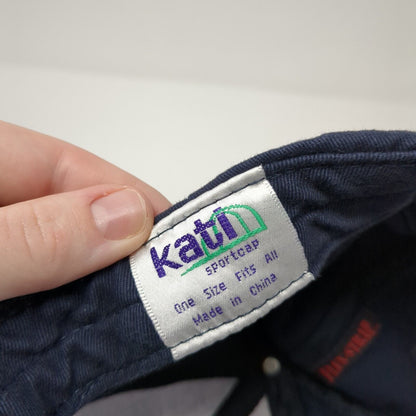 kati
sportcap
One Size Fits All
Made in China